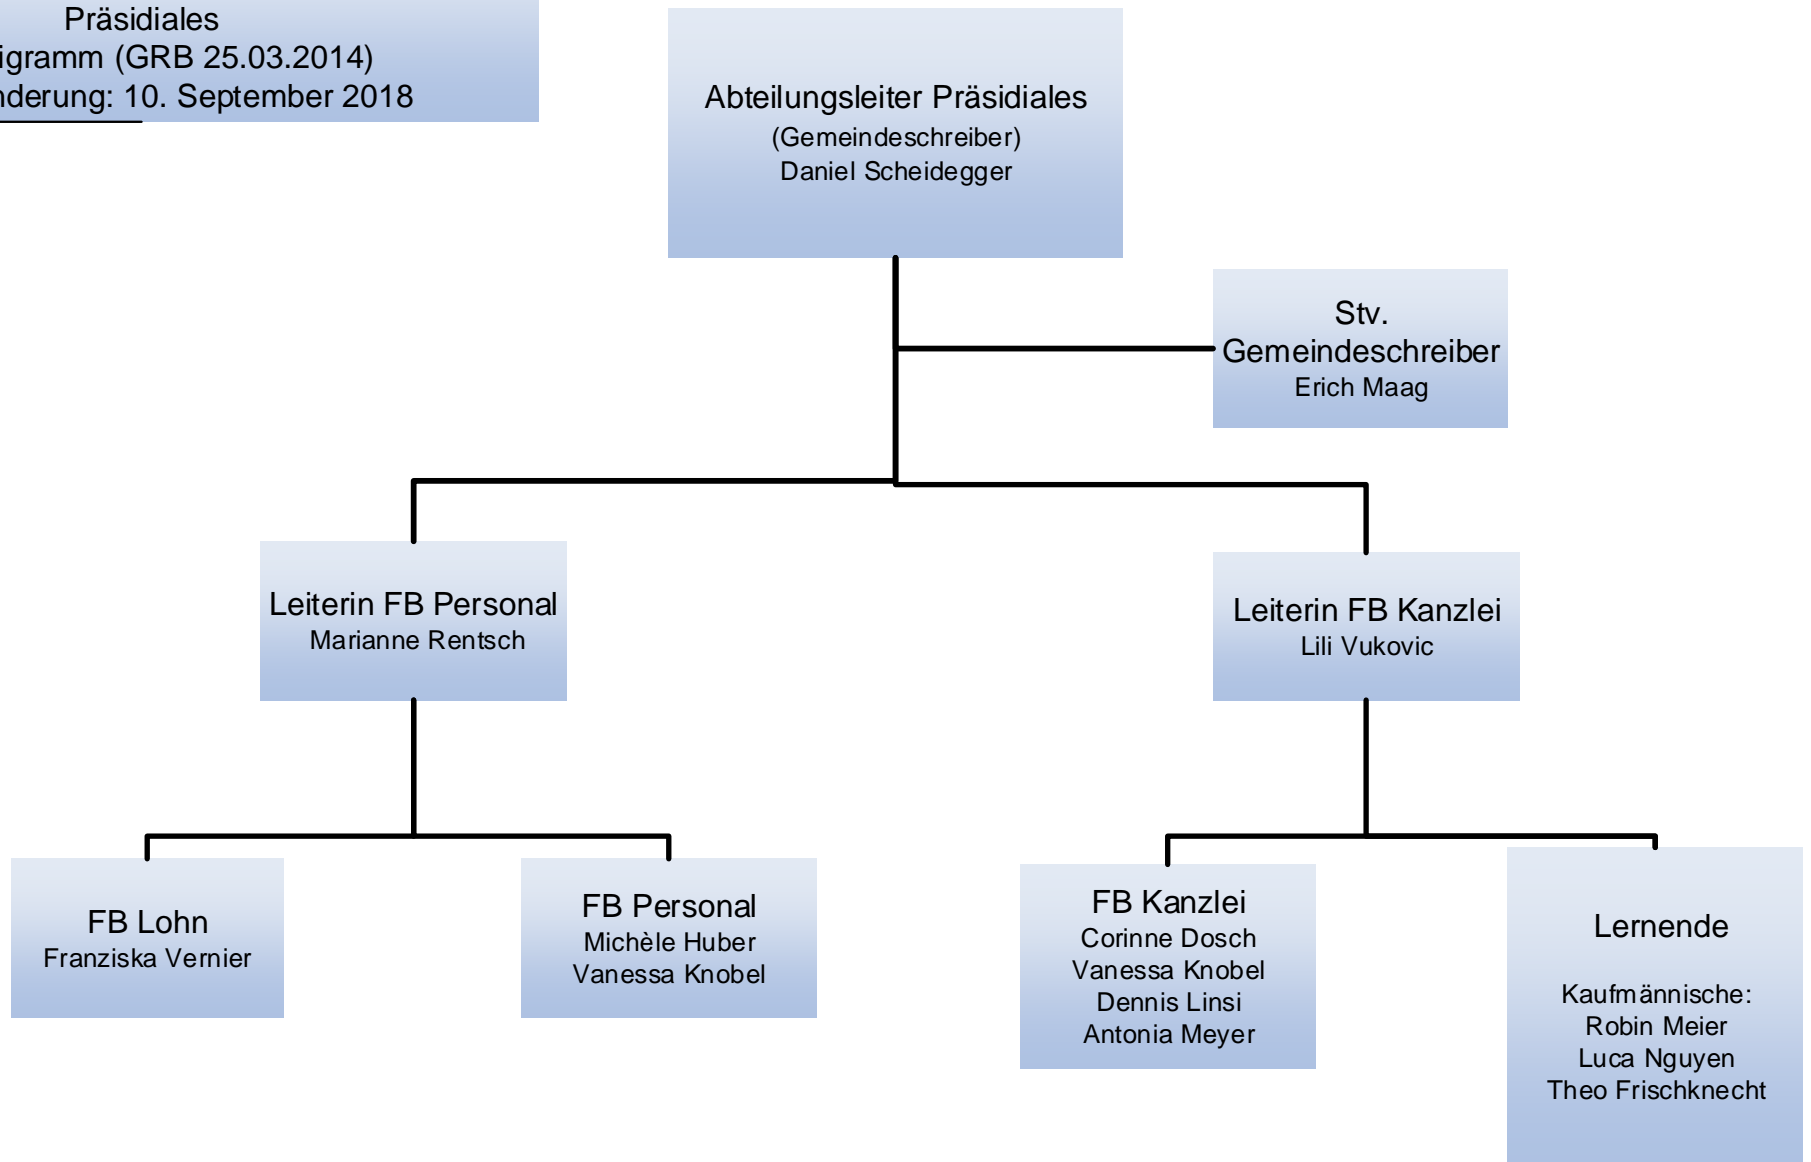 Präsidiales
igramm (GRB 25.03.2014)
nderung: 10. September 2018
Abteilungsleiter Präsidiales
(Gemeindeschreiber)
Daniel Scheidegger
Stv.
Gemeindeschreiber
Erich Maag
Leiterin FB Personal
Marianne Rentsch
Leiterin FB Kanzlei
Lili Vukovic
FB Lohn
Franziska Vernier
FB Personal
Michèle Huber
Vanessa Knobel
FB Kanzlei
Corinne Dosch
Vanessa Knobel
Dennis Linsi
Antonia Meyer
Lernende
Kaufmännische:
Robin Meier
Luca Nguyen
Theo Frischknecht